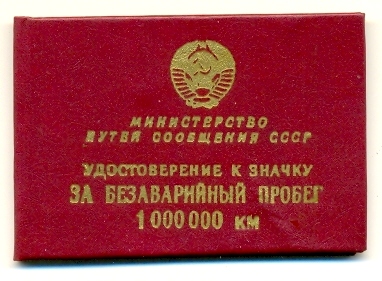 МИНИСТЕРСТВО
ПУТЕЙ СООБЩЕНИЯ СССР
УДОСТОВЕРЕНИЕ К ЗНАЧКУ
ЗА БЕЗАВАРИЙНЫЙ ПРОБЕГ
1 000 000 КМ